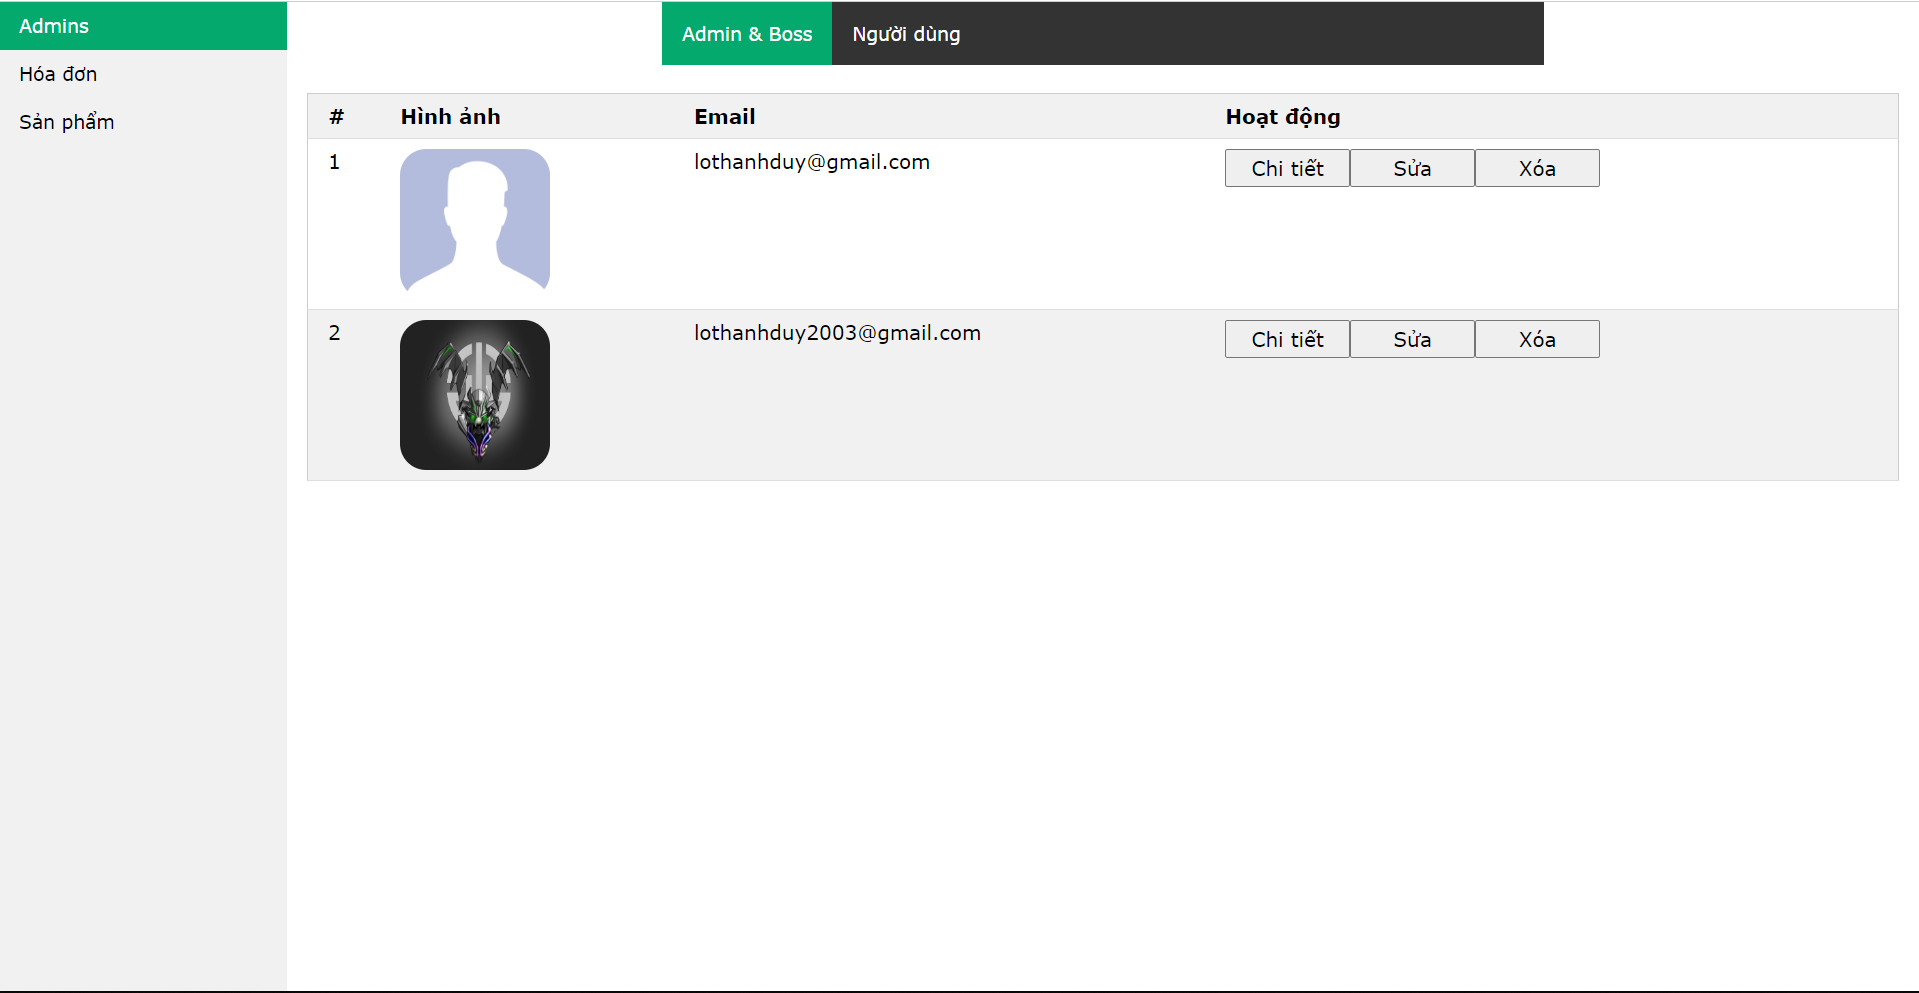 Admins
Hóa đơn
Sản phẩm
Admin & Boss Người dùng
# Hình ảnh Email Hoạt động
1 lothanhduy@gmail.com Chi tiết Sửa Xóa
2 lothanhduy2003@gmail.com Chi tiết Sửa Xóa